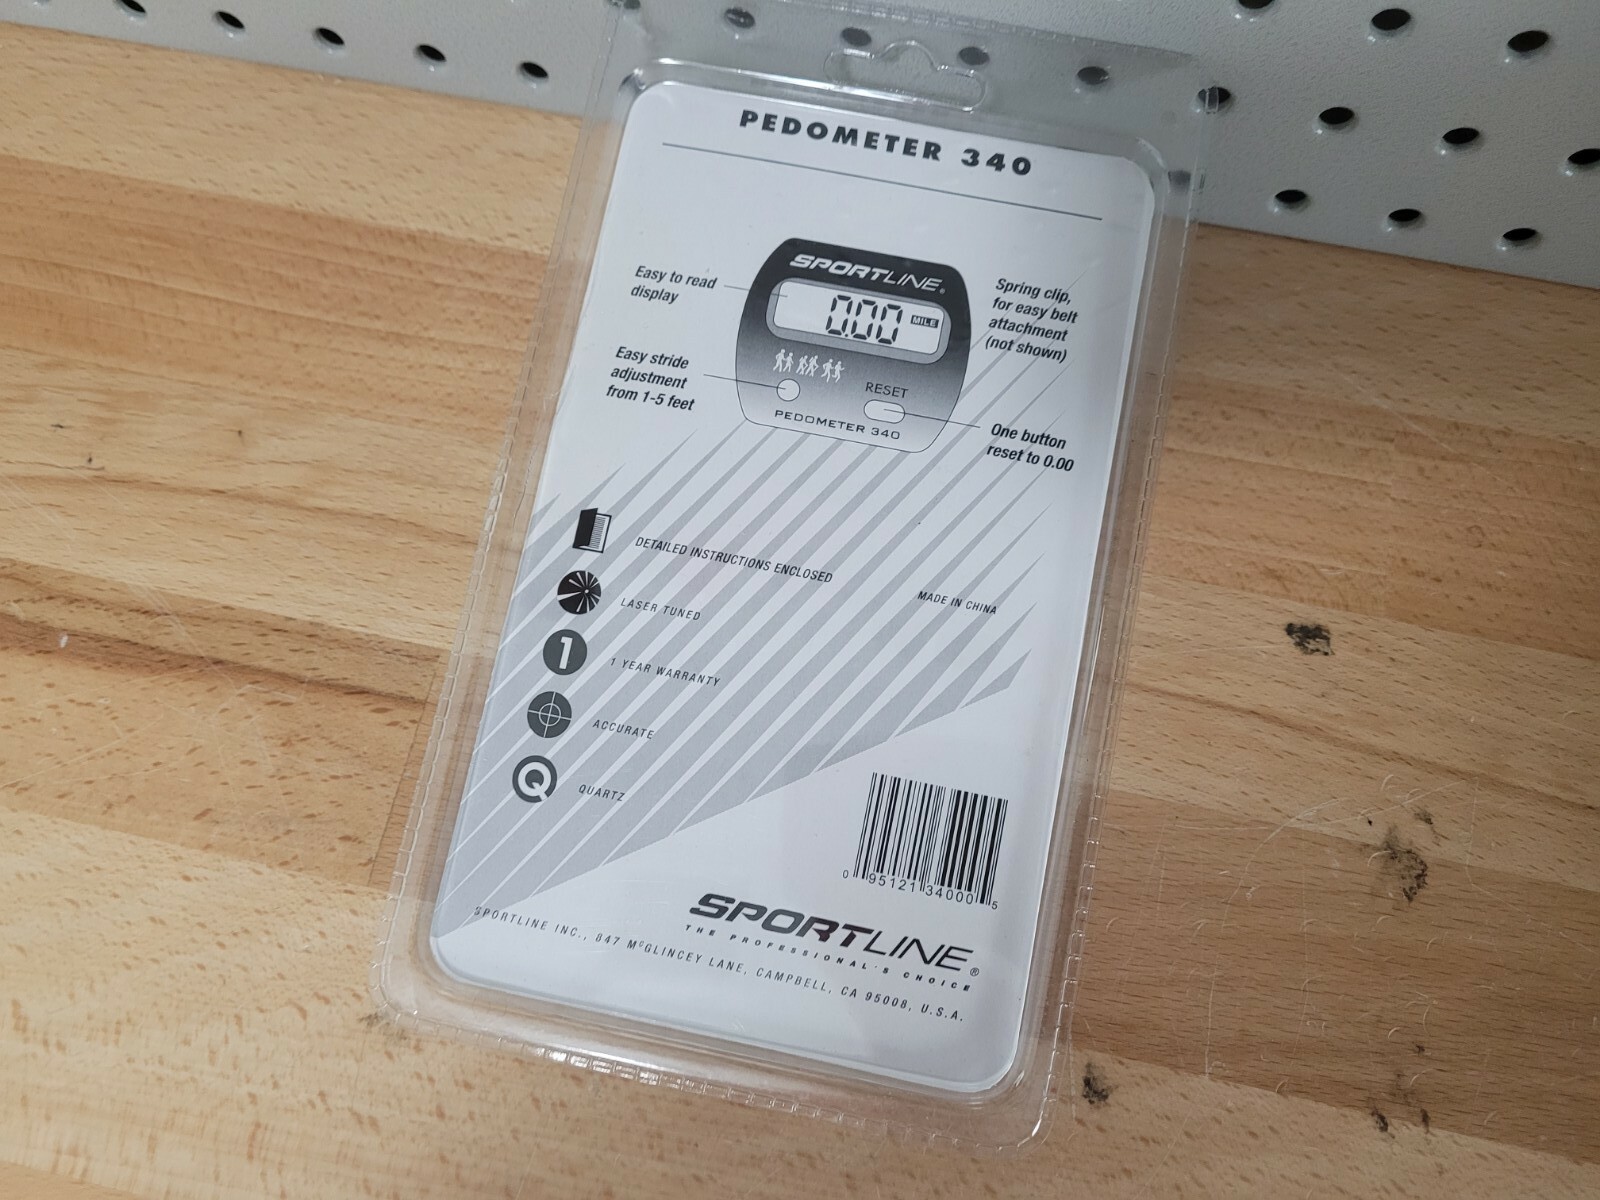 PEDOMETER 340
Easy to read
display
SPORTLINE®
0.00 MILE
RESET
PEDOMETER 340
Spring clip,
for easy belt
attachment
(not shown)
Easy stride
adjustment
from 1-5 feet
One button
reset to 0.00
DETAILED INSTRUCTIONS ENCLOSED
LASER TUNED
MADE IN CHINA
1
1 YEAR WARRANTY
ACCURATE
Q
QUARTZ
0 95121 34000 5
SPORTLINE®
THE PROFESSIONAL'S CHOICE
SPORTLINE INC., 847 McGLINCEY LANE, CAMPBELL, CA 95008, U.S.A.